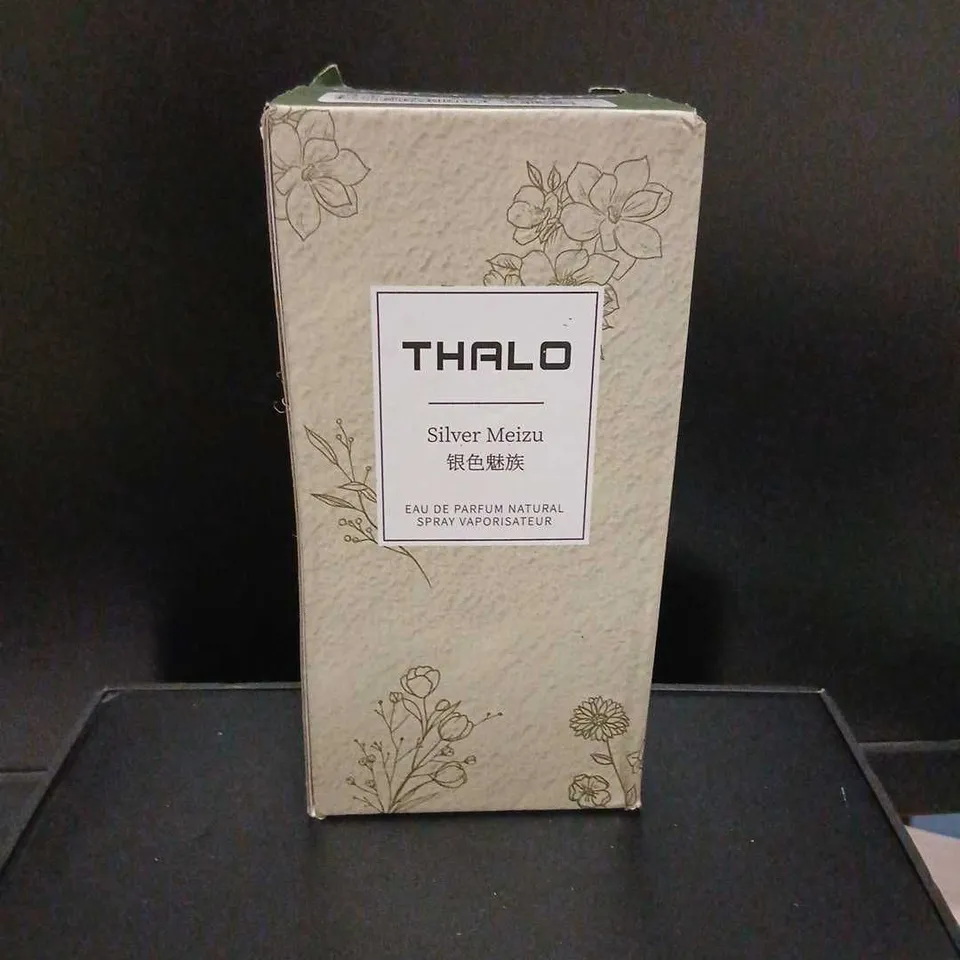 THALO
Silver Meizu
银色魅族
EAU DE PARFUM NATURAL
SPRAY VAPORISATEUR